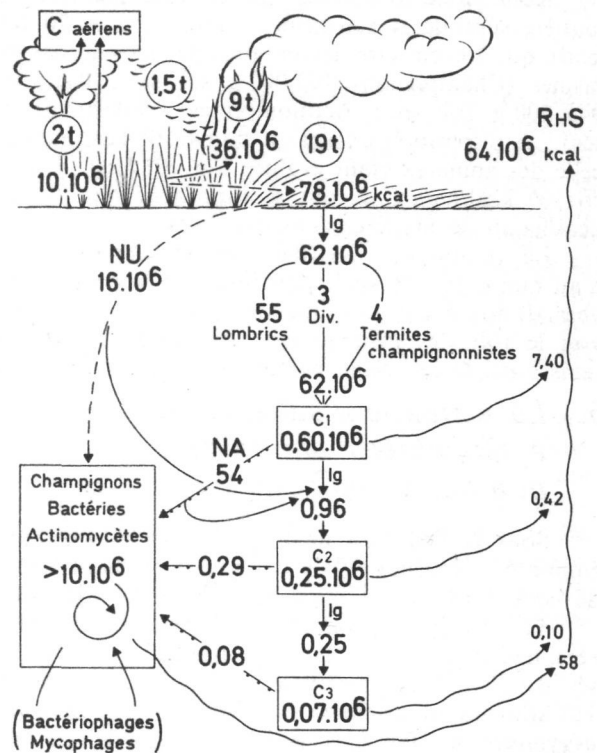 C aériens
1,5t
9t
2t
36.10⁶
19t
RHS
64.10⁶ kcal
10.10⁶
78.10⁶ kcal
Ig
NU
16.10⁶
62.10⁶
55
Lombrics
3
Div.
4
Termites
champignonnistes
62.10⁶
7,40
C1
0,60.10⁶
NA
54
Ig
Champignons
Bactéries
Actinomycètes
>10.10⁶
0,96
0,42
C2
0,25.10⁶
0,29
Ig
0,25
0,08
0,10
58
C3
0,07.10⁶
(Bactériophages)
(Mycophages)